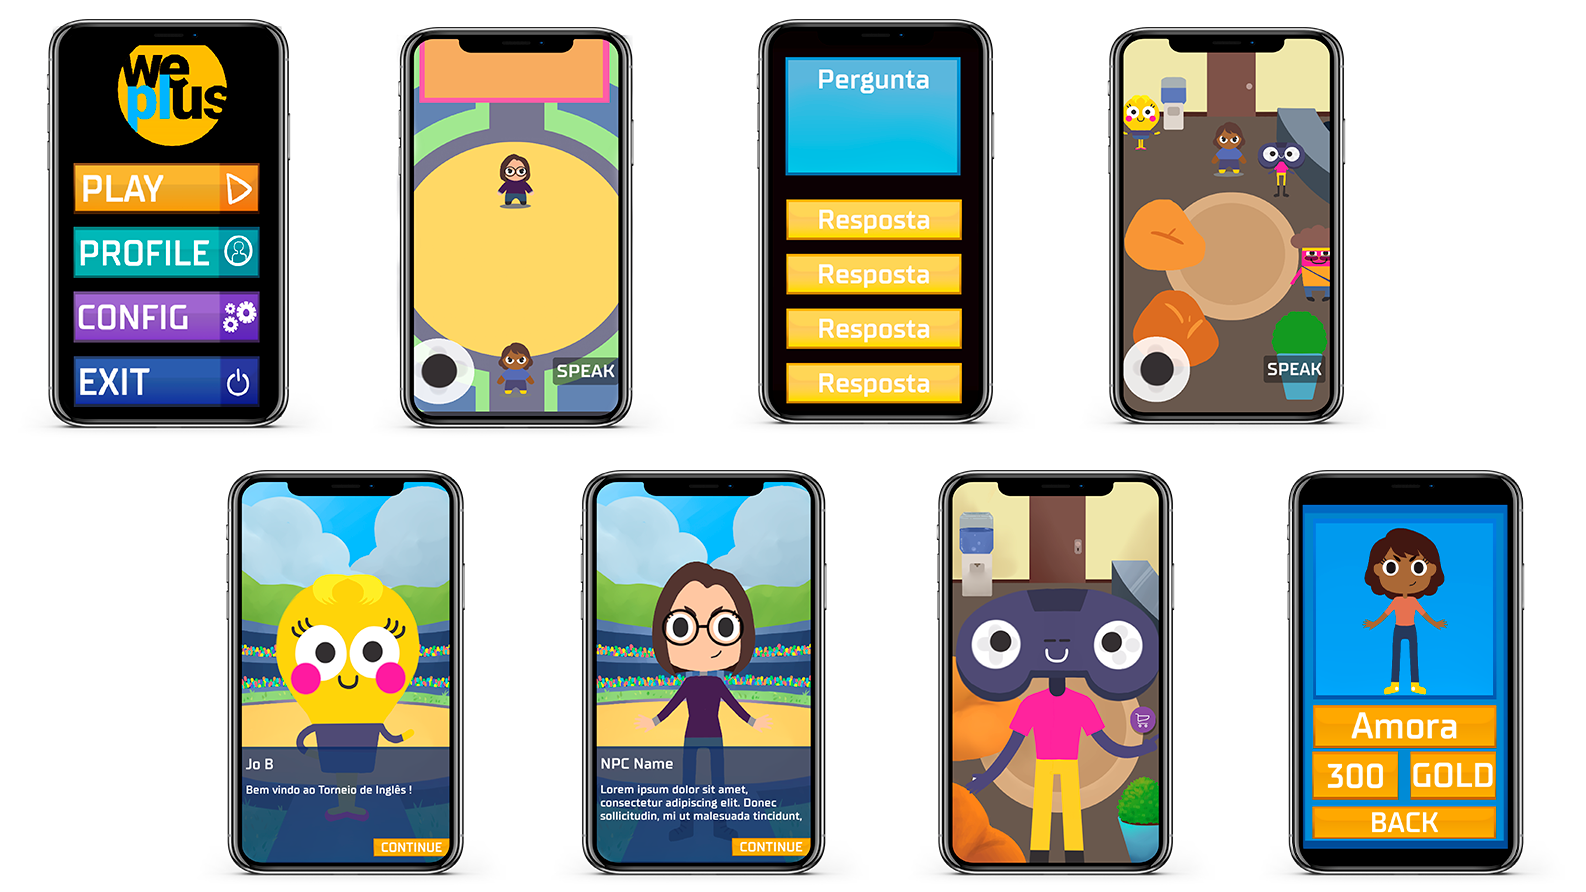 we
plus
PLAY
PROFILE
CONFIG
EXIT
SPEAK
Pergunta
Resposta
Resposta
Resposta
Resposta
SPEAK
Jo B
Bem vindo ao Torneio de Inglês !
CONTINUE
NPC Name
Lorem ipsum dolor sit amet,
consectetur adipiscing elit. Donec
sollicitudin, mi ut malesuada tincidunt,
CONTINUE
Amora
300 GOLD
BACK